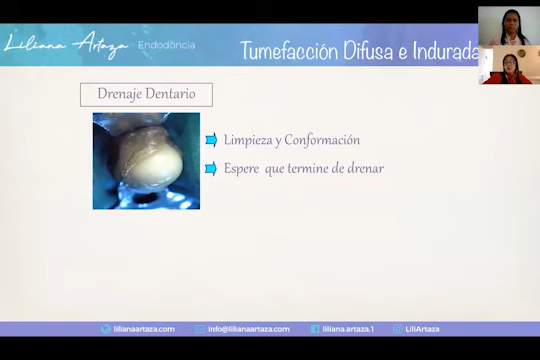 Liliana Artaza Endodoncia
Tumefacción Difusa e Indurada
Drenaje Dentario
Limpieza y Conformación
Espere que termine de drenar
lilianaartaza.com info@lilianaartaza.com liliana.artaza.1 LiliArtaza